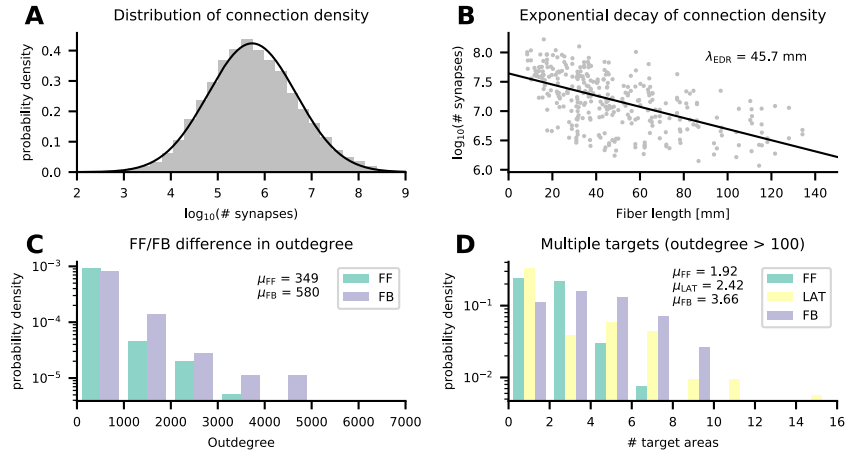 A
Distribution of connection density
probability density
0.4
0.3
0.2
0.1
0.0
2 3 4 5 6 7 8 9
log10(# synapses)
B
Exponential decay of connection density
λEDR = 45.7 mm
log10(# synapses)
8.0
7.5
7.0
6.5
6.0
0 20 40 60 80 100 120 140
Fiber length [mm]
C
FF/FB difference in outdegree
μFF = 349
μFB = 580
FF
FB
probability density
10−3
10−4
10−5
0 1000 2000 3000 4000 5000 6000 7000
Outdegree
D
Multiple targets (outdegree > 100)
μFF = 1.92
μLAT = 2.42
μFB = 3.66
FF
LAT
FB
probability density
10−1
10−2
0 2 4 6 8 10 12 14 16
# target areas